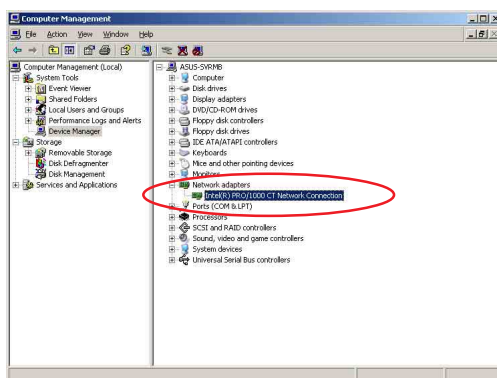 Computer Management
File Action View Window Help
Computer Management (Local)
System Tools
Event Viewer
Shared Folders
Local Users and Groups
Performance Logs and Alerts
Device Manager
Storage
Removable Storage
Disk Defragmenter
Disk Management
Services and Applications
ASUS-SVRMB
Computer
Disk drives
Display adapters
DVD/CD-ROM drives
Floppy disk controllers
Floppy disk drives
IDE ATA/ATAPI controllers
Keyboards
Mice and other pointing devices
Monitors
Network adapters
Intel(R) PRO/1000 CT Network Connection
Ports (COM & LPT)
Processors
SCSI and RAID controllers
Sound, video and game controllers
System devices
Universal Serial Bus controllers